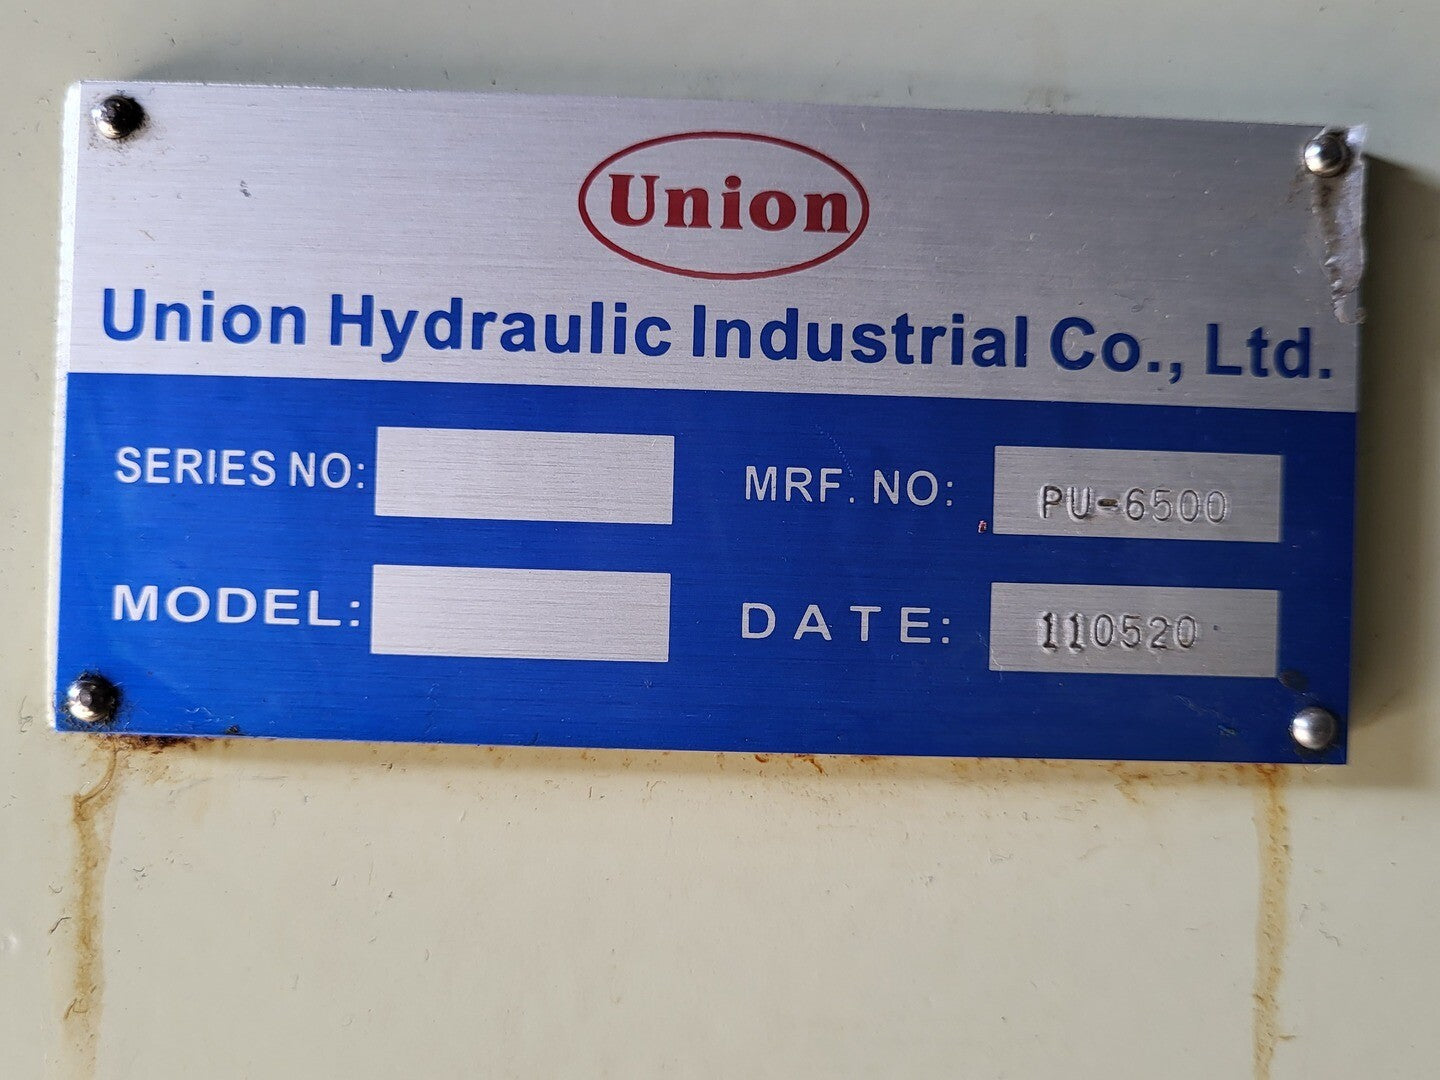 Union
Union Hydraulic Industrial Co., Ltd.
SERIES NO:
MRF. NO: PU-6500
MODEL:
DATE: 110520